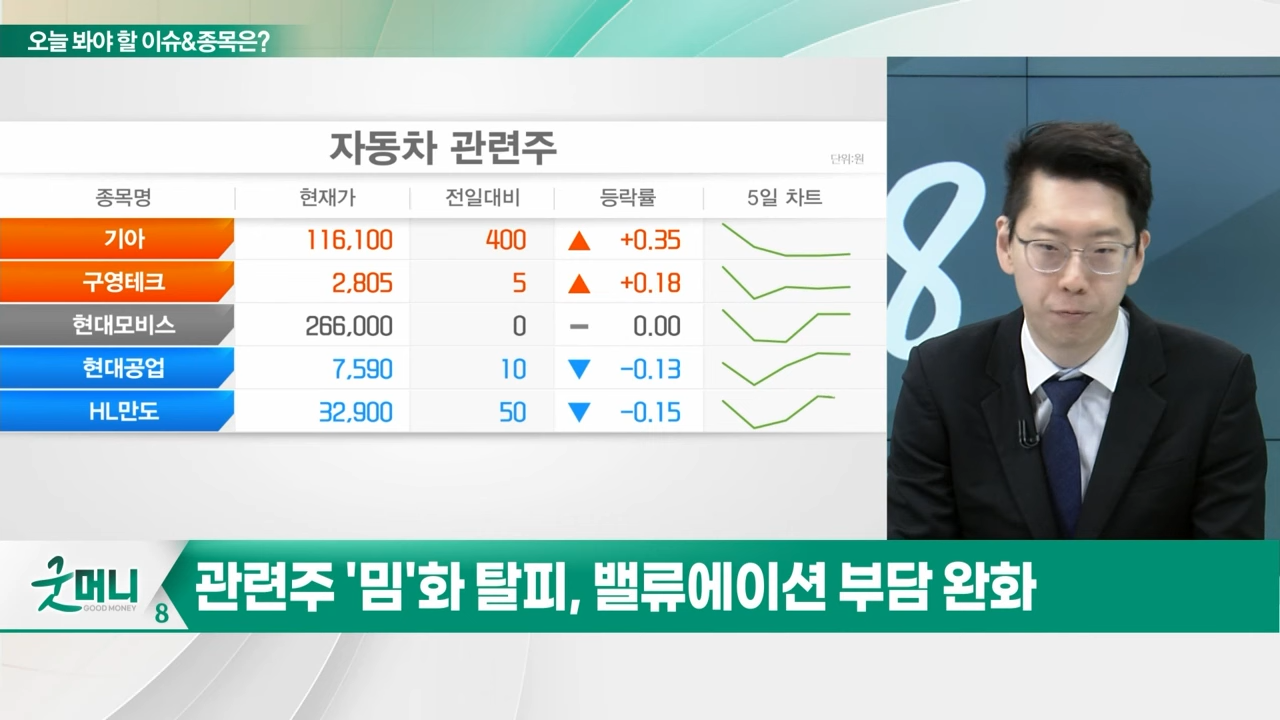 오늘 봐야 할 이슈&종목은?
자동차 관련주
단위:원
종목명 현재가 전일대비 등락률 5일 차트
기아 116,100 400 ▲ +0.35
구영테크 2,805 5 ▲ +0.18
현대모비스 266,000 0 － 0.00
현대공업 7,590 10 ▼ -0.13
HL만도 32,900 50 ▼ -0.15
8
굿머니
GOOD MONEY
8
관련주 '밈'화 탈피, 밸류에이션 부담 완화